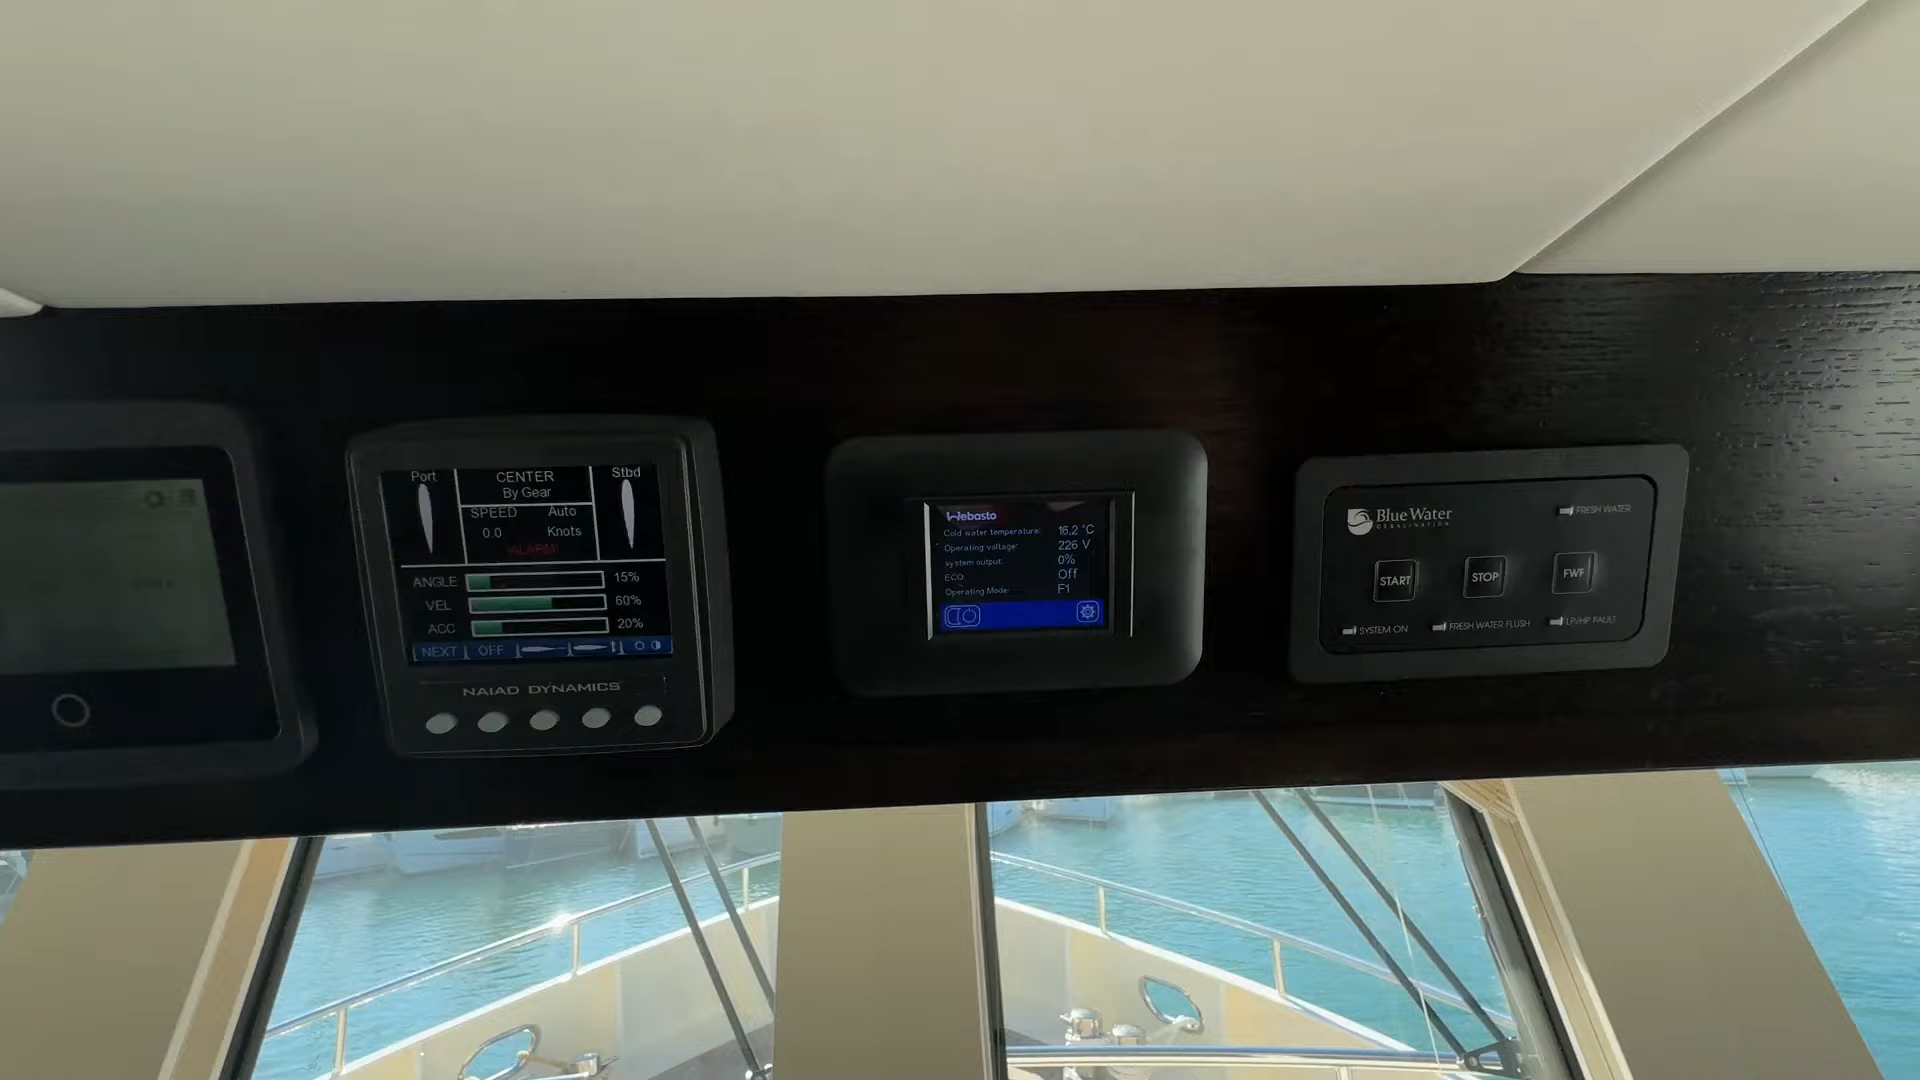 Port
CENTER
Stbd
By Gear
SPEED Auto
0.0 Knots
!ALARM!
ANGLE 15%
VEL 60%
ACC 20%
NEXT OFF
NAIAD DYNAMICS
Webasto
Cold water temperature: 16.2 °C
Operating voltage: 226 V
system output: 0%
ECO Off
Operating Mode: F1
Blue Water
DESALINATION
FRESH WATER
START STOP FWF
SYSTEM ON FRESH WATER FLUSH LP/HP FAULT